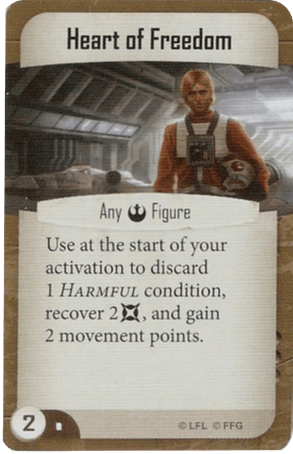 Heart of Freedom
Any Figure
Use at the start of your
activation to discard
1 HARMFUL condition,
recover 2, and gain
2 movement points.
2
© LFL © FFG